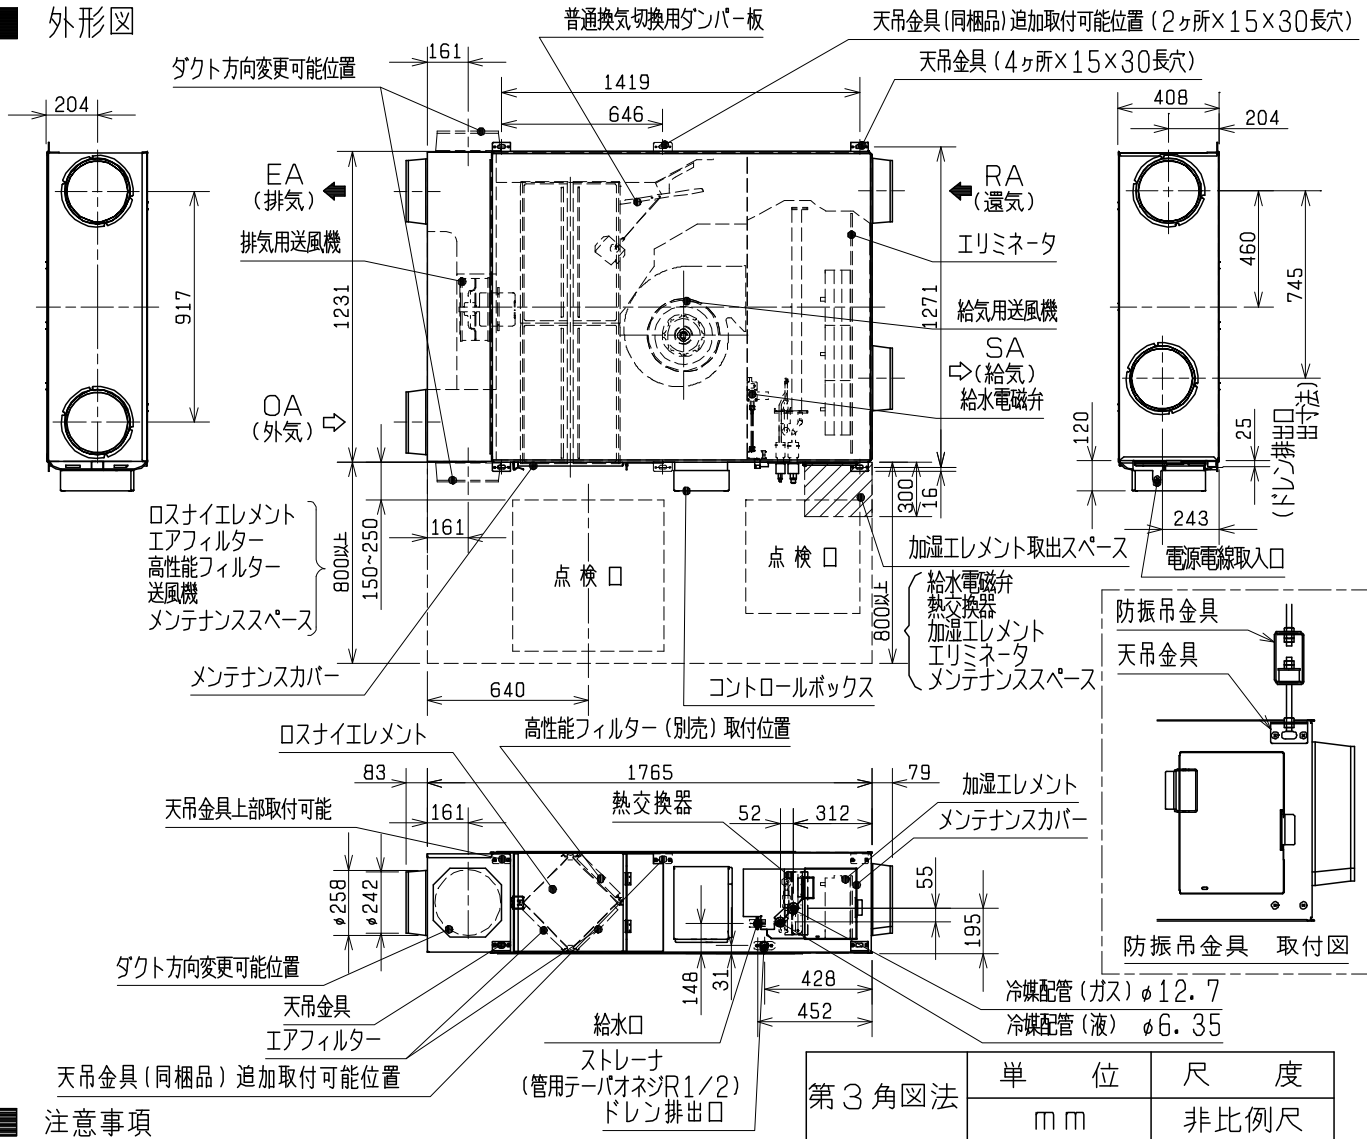 ■ 外形図
普通換気切換用ダンパー板
天吊金具(同梱品)追加取付可能位置(2ヶ所×15×30長穴)
天吊金具(4ヶ所×15×30長穴)
ダクト方向変更可能位置
161
1419
646
204
408
204
EA
(排気)
排気用送風機
RA
(還気)
エリミネータ
給気用送風機
SA
(給気)
給水電磁弁
OA
(外気)
917
1231
1271
460
745
120
25
(ドレン排出口
寸法)
243
電源電線取入口
ロスナイエレメント
エアフィルター
高性能フィルター
送風機
メンテナンススペース
800以上
150~250
161
点検口
点検口
300
16
加湿エレメント取出スペース
800以上
給水電磁弁
熱交換器
加湿エレメント
エリミネータ
メンテナンススペース
メンテナンスカバー
640
コントロールボックス
防振吊金具
天吊金具
防振吊金具 取付図
ロスナイエレメント
高性能フィルター(別売)取付位置
83
1765
79
天吊金具上部取付可能
161
熱交換器
52
312
加湿エレメント
メンテナンスカバー
φ258
φ242
55
195
148
31
428
452
ダクト方向変更可能位置
天吊金具
エアフィルター
天吊金具(同梱品)追加取付可能位置
給水口
ストレーナ
(管用テーパオネジR1/2)
ドレン排出口
冷媒配管(ガス)φ12.7
冷媒配管(液) φ6.35
第3角図法
単位
尺度
mm
非比例尺
■ 注意事項